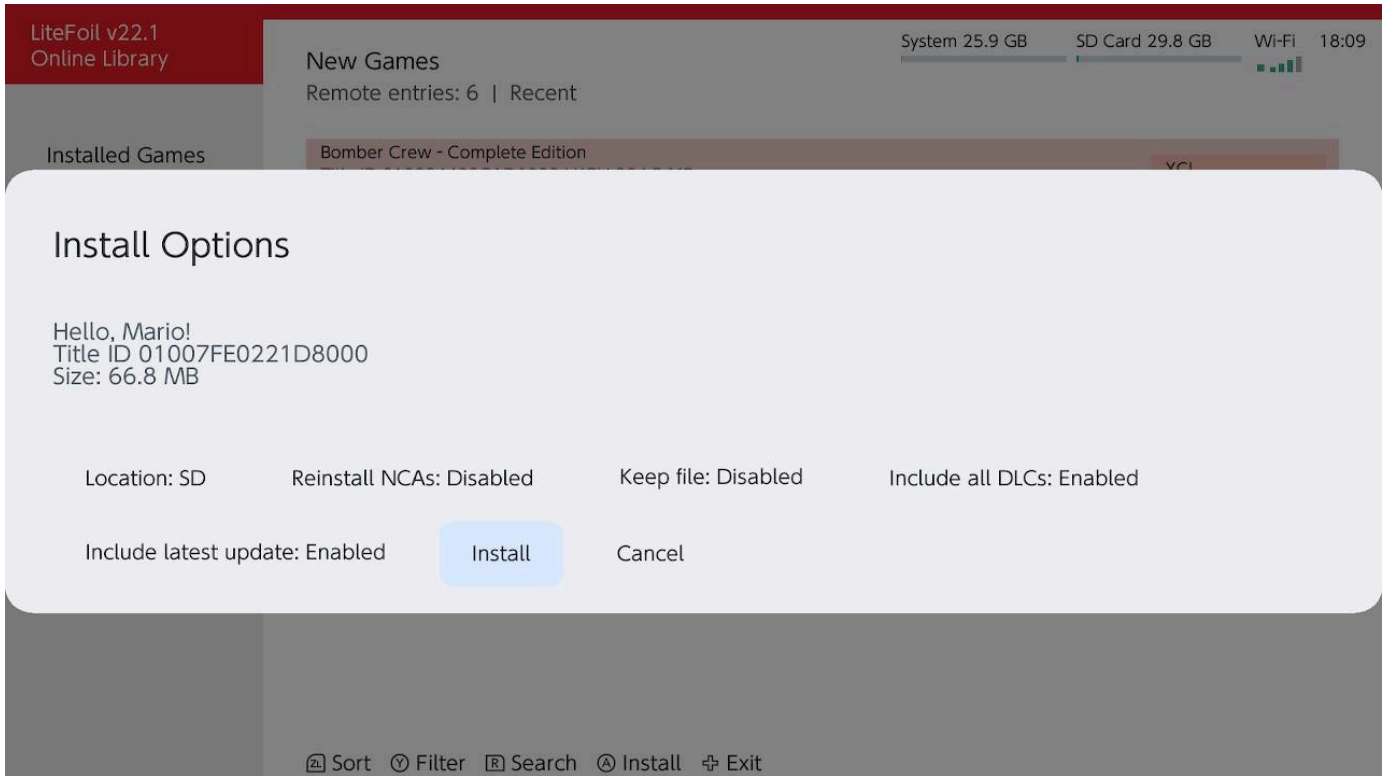 LiteFoil v22.1
Online Library
New Games
Remote entries: 6 | Recent
System 25.9 GB
SD Card 29.8 GB
Wi-Fi
18:09
Installed Games
Bomber Crew - Complete Edition
XCI
Install Options
Hello, Mario!
Title ID 01007FE0221D8000
Size: 66.8 MB
Location: SD
Reinstall NCAs: Disabled
Keep file: Disabled
Include all DLCs: Enabled
Include latest update: Enabled
Install
Cancel
ZL Sort Y Filter R Search A Install Exit